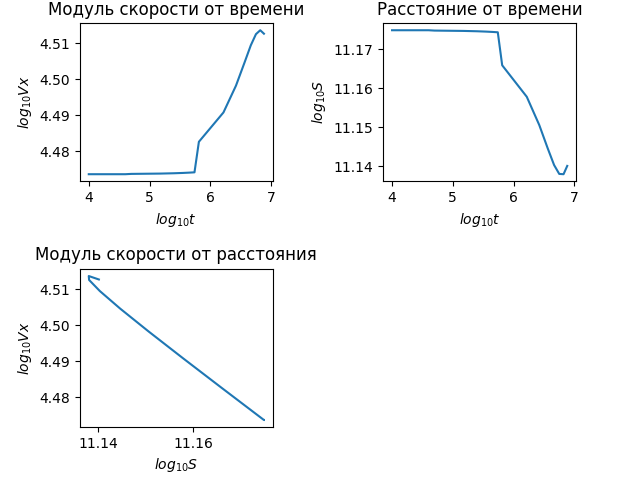 Модуль скорости от времени
log₁₀Vx
4.51
4.50
4.49
4.48
4 5 6 7
log₁₀t
Расстояние от времени
log₁₀S
11.17
11.16
11.15
11.14
4 5 6 7
log₁₀t
Модуль скорости от расстояния
log₁₀Vx
4.51
4.50
4.49
4.48
11.14 11.16
log₁₀S